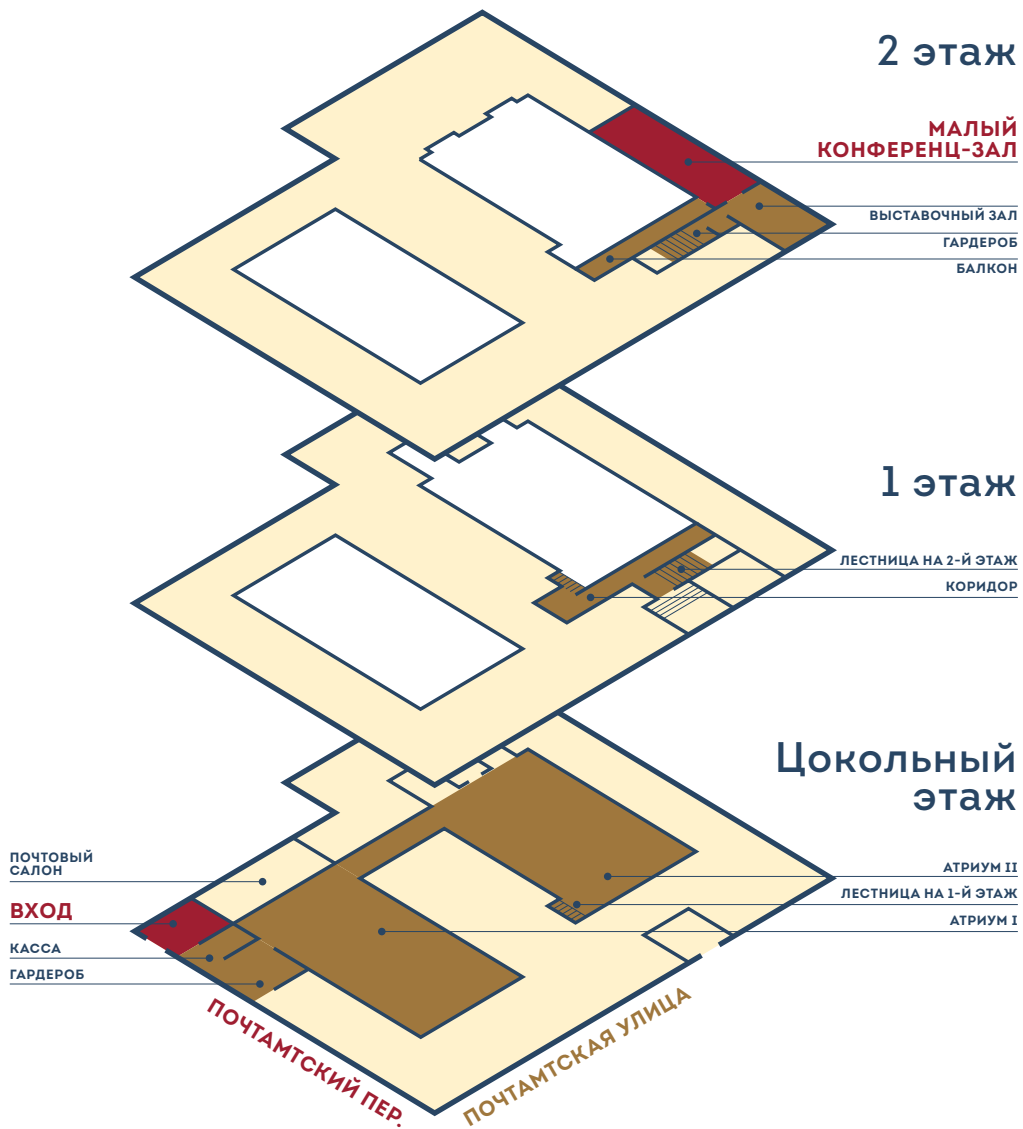 2 этаж
МАЛЫЙ
КОНФЕРЕНЦ-ЗАЛ
ВЫСТАВОЧНЫЙ ЗАЛ
ГАРДЕРОБ
БАЛКОН
1 этаж
ЛЕСТНИЦА НА 2-Й ЭТАЖ
КОРИДОР
Цокольный
этаж
ПОЧТОВЫЙ
САЛОН
ВХОД
КАССА
ГАРДЕРОБ
АТРИУМ II
ЛЕСТНИЦА НА 1-Й ЭТАЖ
АТРИУМ I
ПОЧТАМТСКИЙ ПЕР.
ПОЧТАМТСКАЯ УЛИЦА